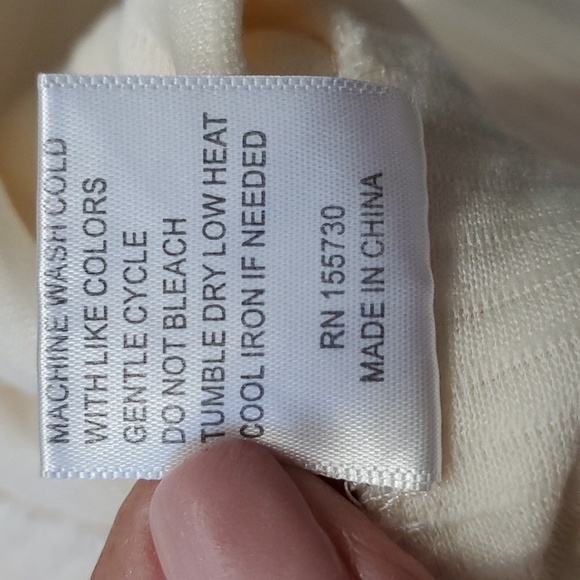 MACHINE WASH COLD
WITH LIKE COLORS
GENTLE CYCLE
DO NOT BLEACH
TUMBLE DRY LOW HEAT
COOL IRON IF NEEDED
RN 155730
MADE IN CHINA